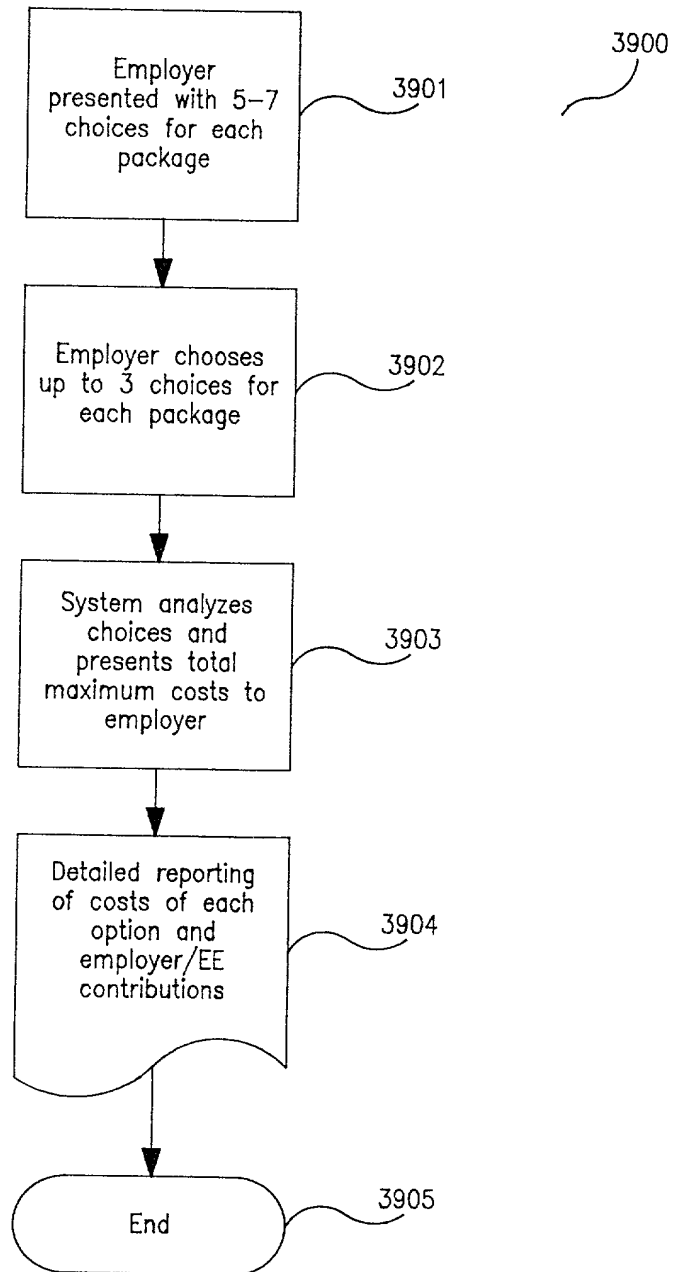 3900
Employer
presented with 5-7
choices for each
package
3901
Employer chooses
up to 3 choices for
each package
3902
System analyzes
choices and
presents total
maximum costs to
employer
3903
Detailed reporting
of costs of each
option and
employer/EE
contributions
3904
End
3905